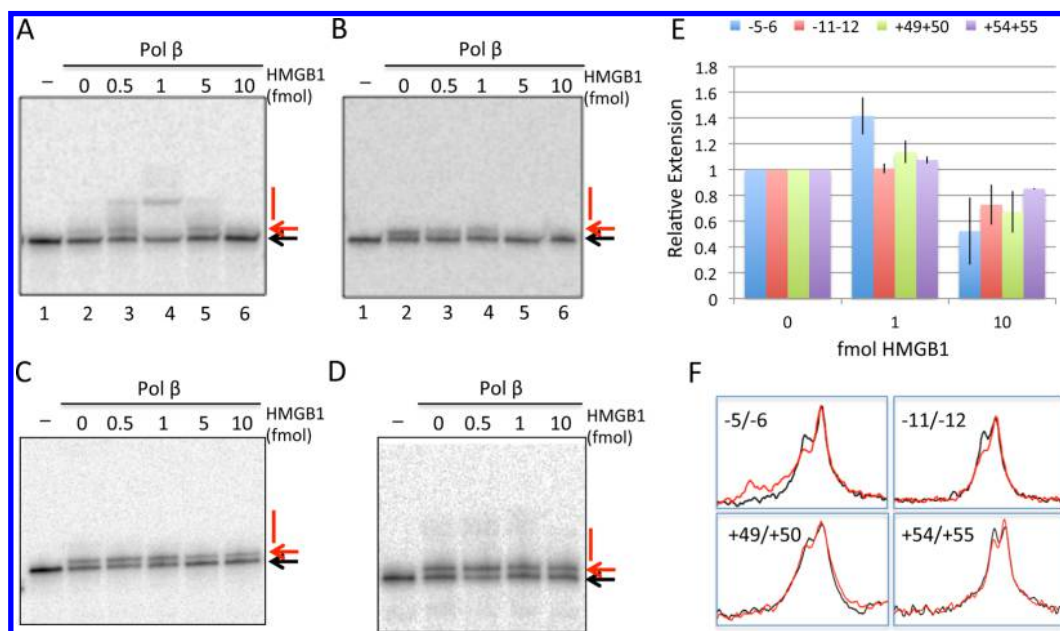 A
Pol β
– 0 0.5 1 5 10 HMGB1
(fmol)
1 2 3 4 5 6
B
Pol β
– 0 0.5 1 5 10 HMGB1
(fmol)
1 2 3 4 5 6
E
-5-6 -11-12 +49+50 +54+55
1.8
1.6
1.4
1.2
1
0.8
0.6
0.4
0.2
0
Relative Extension
0 1 10
fmol HMGB1
C
Pol β
– 0 0.5 1 5 10 HMGB1
(fmol)
D
Pol β
– 0 0.5 1 10 HMGB1
(fmol)
F
-5/-6
-11/-12
+49/+50
+54/+55